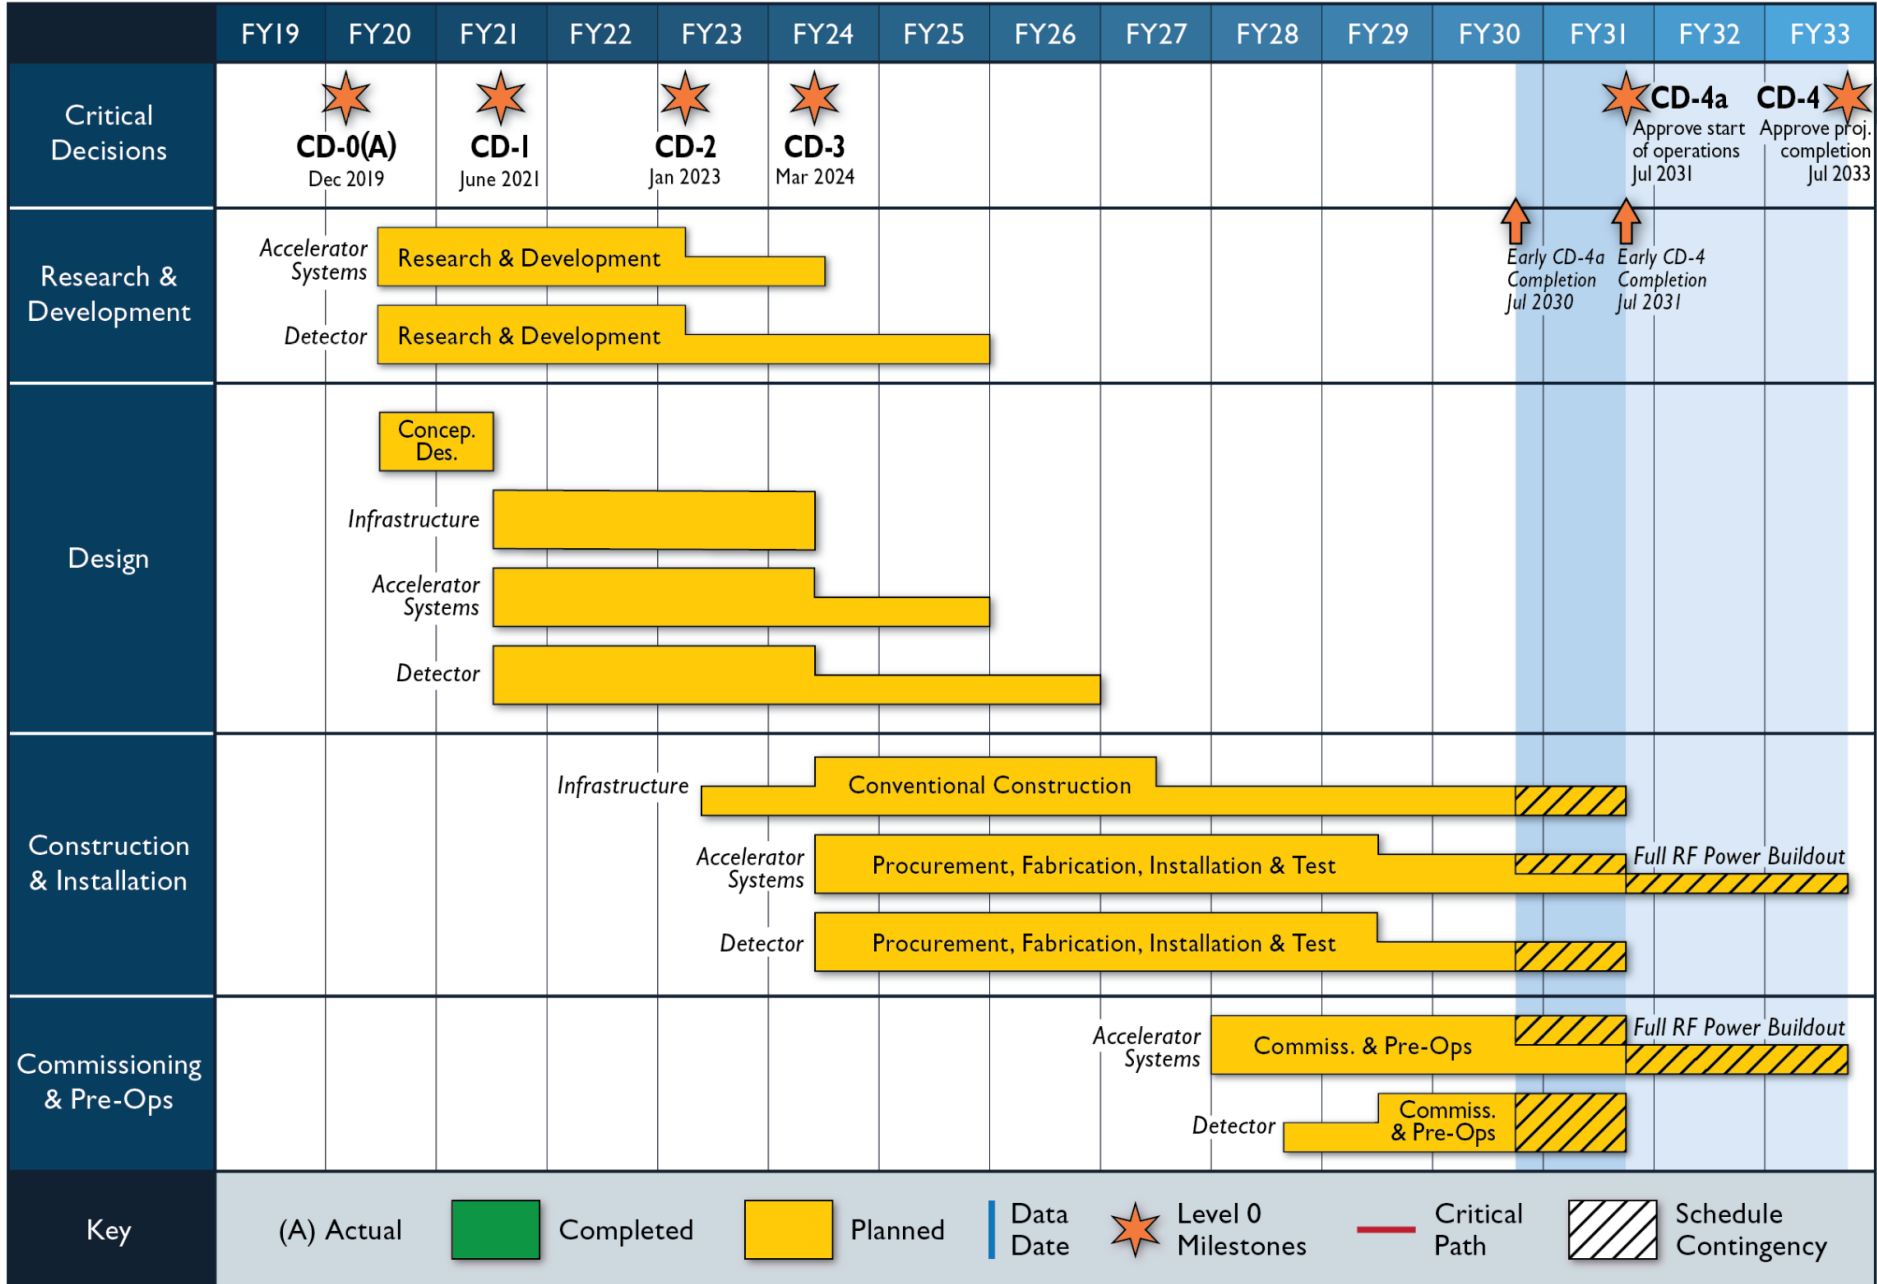 FY19 FY20 FY21 FY22 FY23 FY24 FY25 FY26 FY27 FY28 FY29 FY30 FY31 FY32 FY33
Critical
Decisions
CD-0(A)
Dec 2019
CD-1
June 2021
CD-2
Jan 2023
CD-3
Mar 2024
CD-4a
Approve start
of operations
Jul 2031
CD-4
Approve proj.
completion
Jul 2033
Research &
Development
Accelerator
Systems
Research & Development
Detector
Research & Development
Early CD-4a
Completion
Jul 2030
Early CD-4
Completion
Jul 2031
Design
Concep.
Des.
Infrastructure
Accelerator
Systems
Detector
Construction
& Installation
Infrastructure
Conventional Construction
Accelerator
Systems
Procurement, Fabrication, Installation & Test
Full RF Power Buildout
Detector
Procurement, Fabrication, Installation & Test
Commissioning
& Pre-Ops
Accelerator
Systems
Commiss. & Pre-Ops
Full RF Power Buildout
Detector
Commiss.
& Pre-Ops
Key
(A) Actual
Completed
Planned
Data
Date
Level 0
Milestones
Critical
Path
Schedule
Contingency